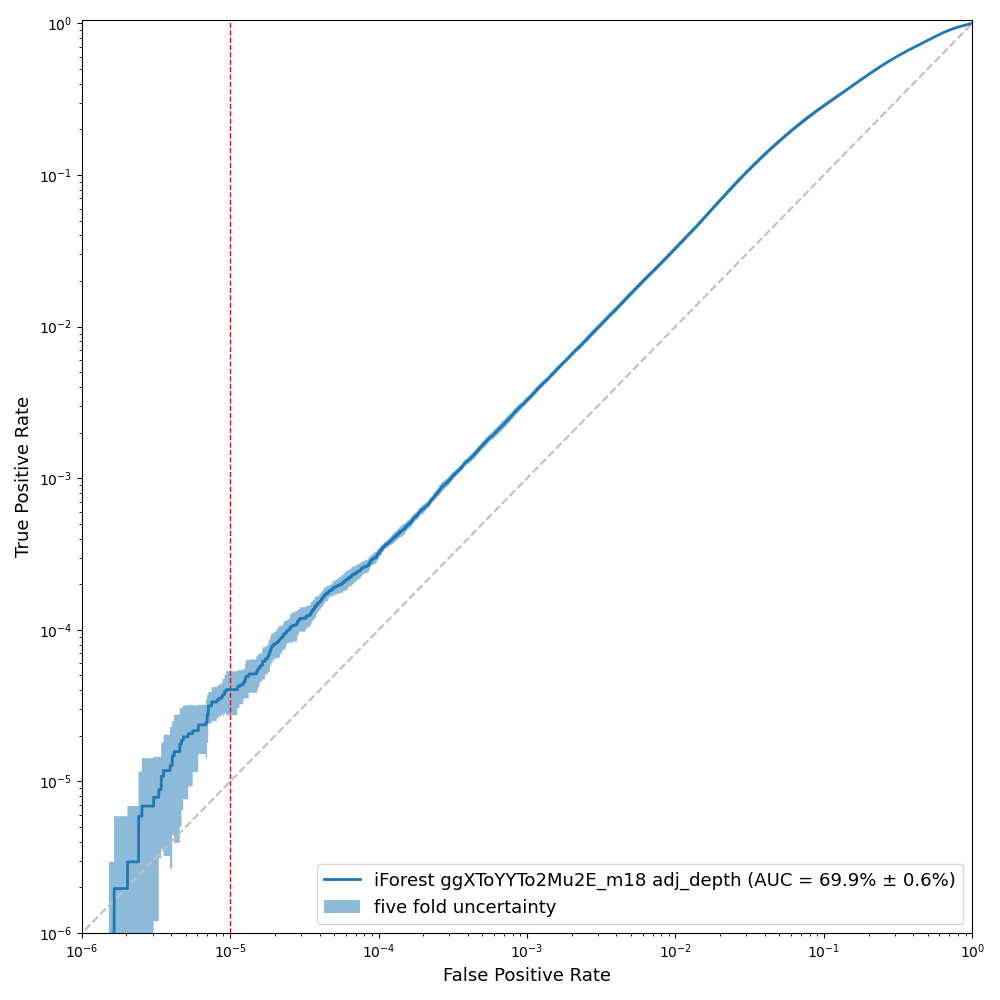 10⁰
10⁻¹
10⁻²
10⁻³
10⁻⁴
10⁻⁵
10⁻⁶
True Positive Rate
iForest ggXToYYTo2Mu2E_m18 adj_depth (AUC = 69.9% ± 0.6%)
five fold uncertainty
10⁻⁶ 10⁻⁵ 10⁻⁴ 10⁻³ 10⁻² 10⁻¹ 10⁰
False Positive Rate